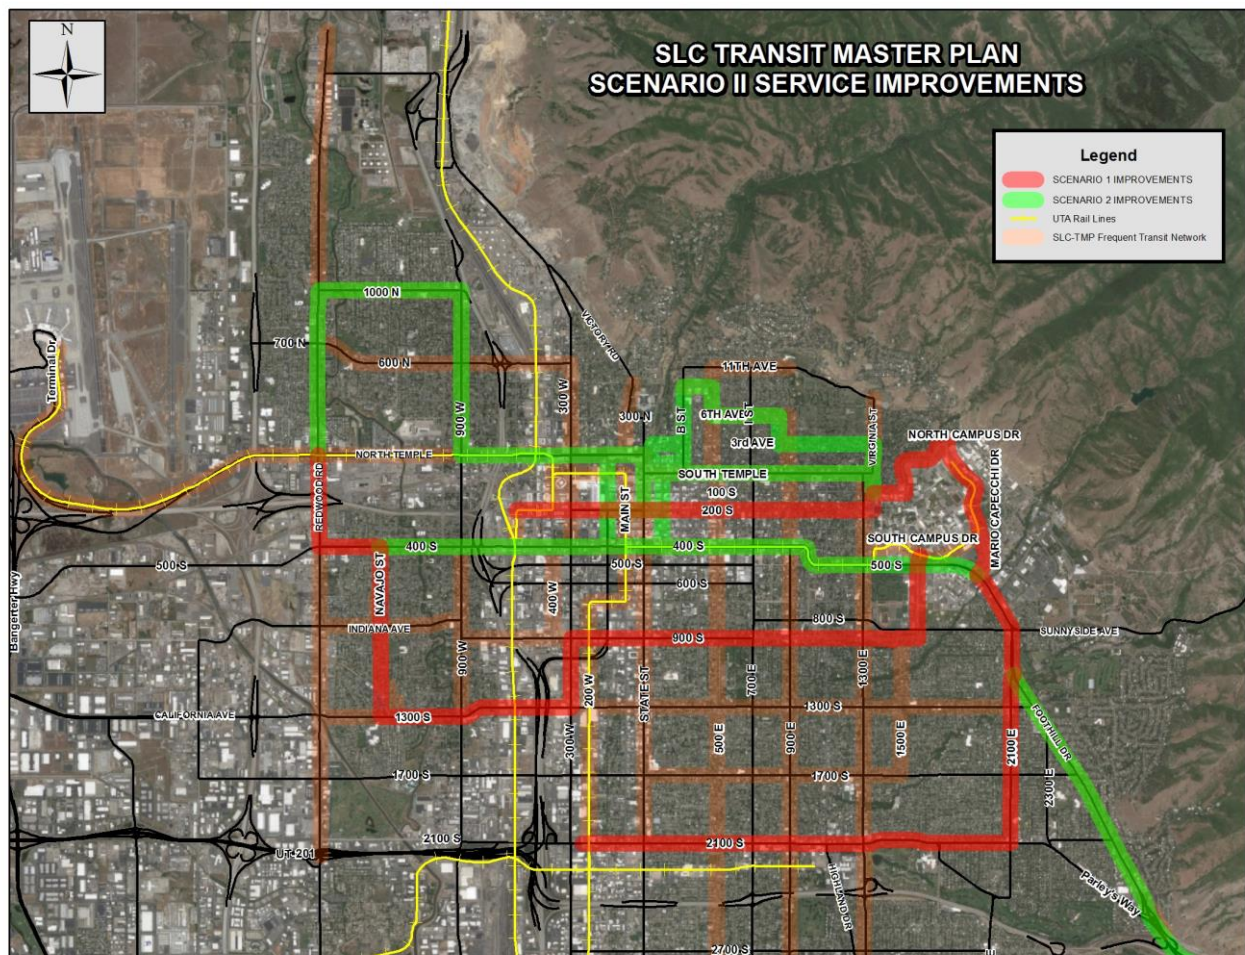 N
SLC TRANSIT MASTER PLAN
SCENARIO II SERVICE IMPROVEMENTS
Legend
SCENARIO 1 IMPROVEMENTS
SCENARIO 2 IMPROVEMENTS
UTA Rail Lines
SLC-TMP Frequent Transit Network
1000 N
VICTORY RD
700 N
600 N
Terminal Dr
300 W
11TH AVE
900 W
300 N
B ST
6TH AVE
I ST
3rd AVE
VIRGINIA ST
NORTH CAMPUS DR
NORTH TEMPLE
SOUTH TEMPLE
MARIO CAPECCHI DR
REDWOOD RD
MAIN ST
100 S
200 S
SOUTH CAMPUS DR
400 S
400 S
500 S
500 S
500 S
NAVAJO ST
400 W
600 S
Bangerter Hwy
INDIANA AVE
800 S
SUNNYSIDE AVE
900 W
900 S
200 W
STATE ST
700 E
1300 E
CALIFORNIA AVE
1300 S
1300 S
300 W
500 E
900 E
1500 E
2100 E
FOOTHILL DR
1700 S
1700 S
2300 E
2100 S
2100 S
UT-201
HIGHLAND DR
Parley's Way
2700 S